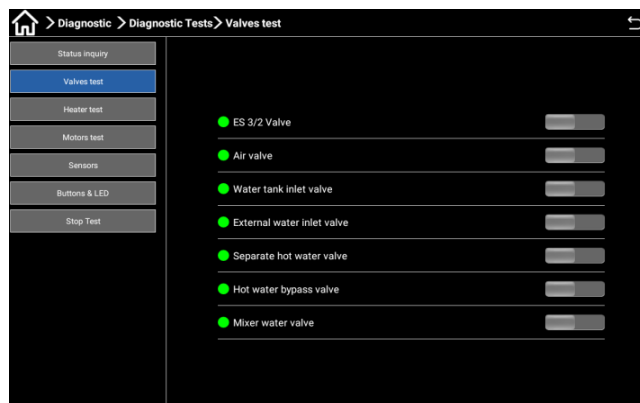 > Diagnostic > Diagnostic Tests > Valves test
Status inquiry
Valves test
Heater test
Motors test
Sensors
Buttons & LED
Stop Test
ES 3/2 Valve
Air valve
Water tank inlet valve
External water inlet valve
Separate hot water valve
Hot water bypass valve
Mixer water valve